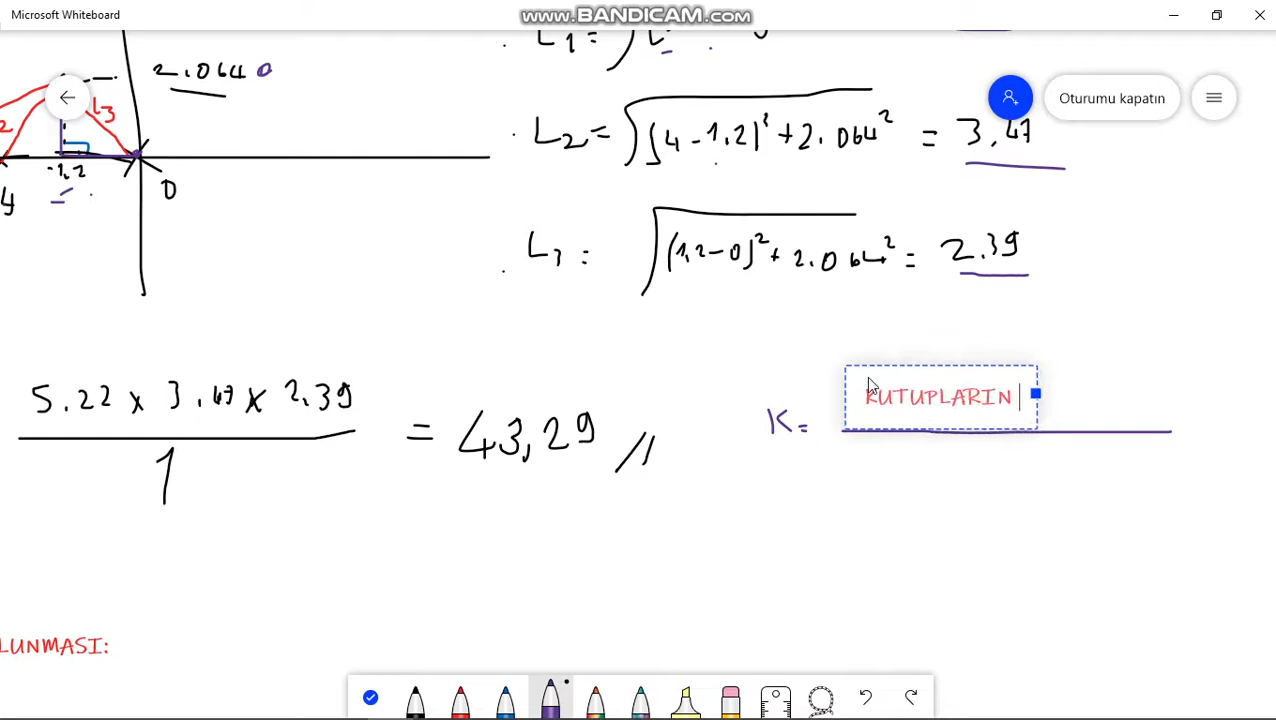 Microsoft Whiteboard
www.BANDICAM.com
L1 =
2.064
L3
2
Oturumu kapatın
L2 = √(4-1.2)² + 2.064² = 3.47
-1,2
0
4
L3 = √(1.2-0)² + 2.064² = 2.39
5.22 x 3.47 x 2.39
= 43,29 //
1
K=
KUTUPLARIN
LUNMASI: